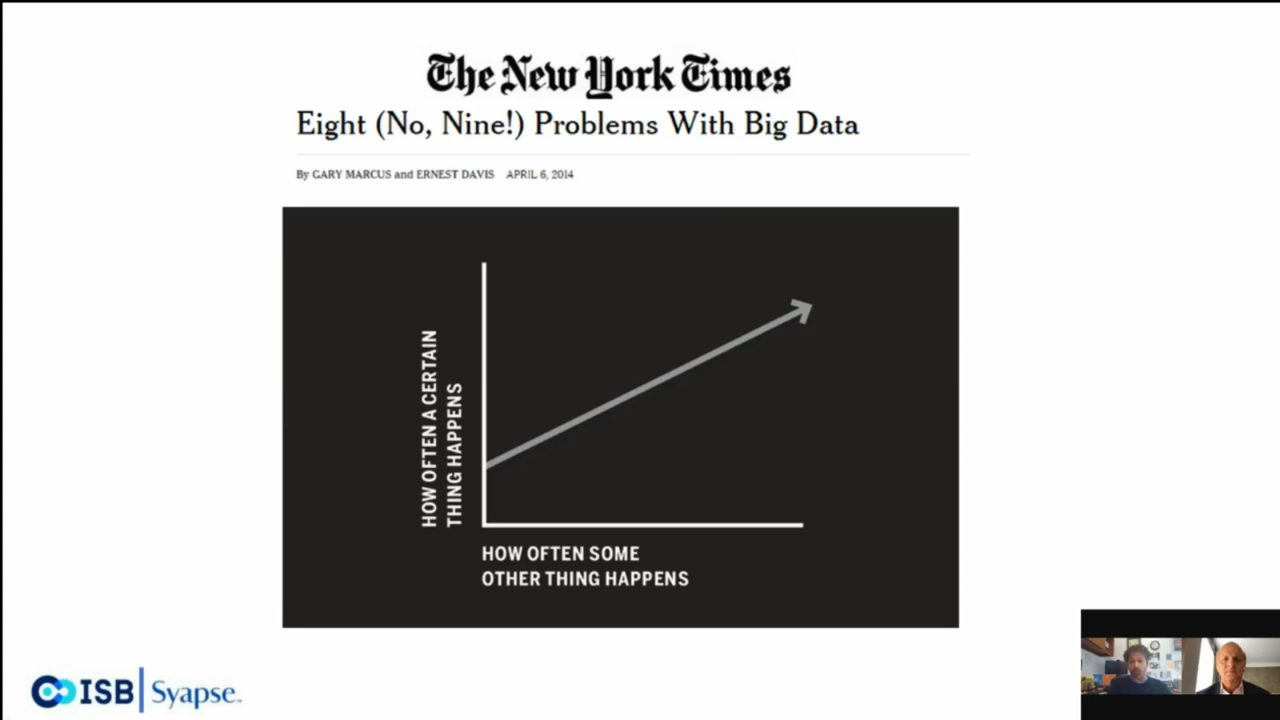 The New York Times
Eight (No, Nine!) Problems With Big Data
By GARY MARCUS and ERNEST DAVIS APRIL 6, 2014
HOW OFTEN A CERTAIN
THING HAPPENS
HOW OFTEN SOME
OTHER THING HAPPENS
ISB Syapse™